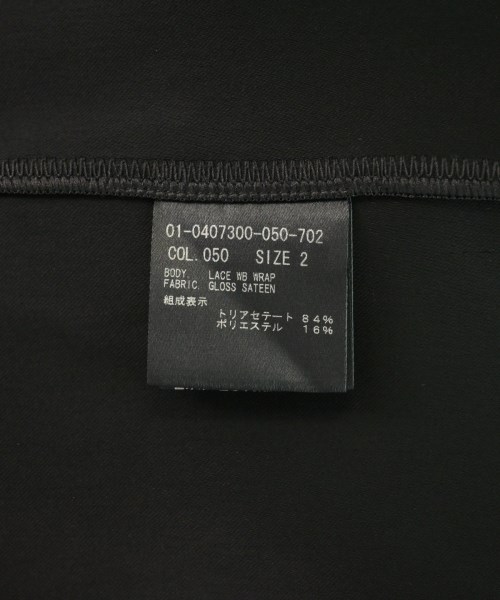 01-0407300-050-702
COL.050 SIZE 2
BODY. LACE WB WRAP
FABRIC. GLOSS SATEEN
組成表示
トリアセテート 84%
ポリエステル 16%